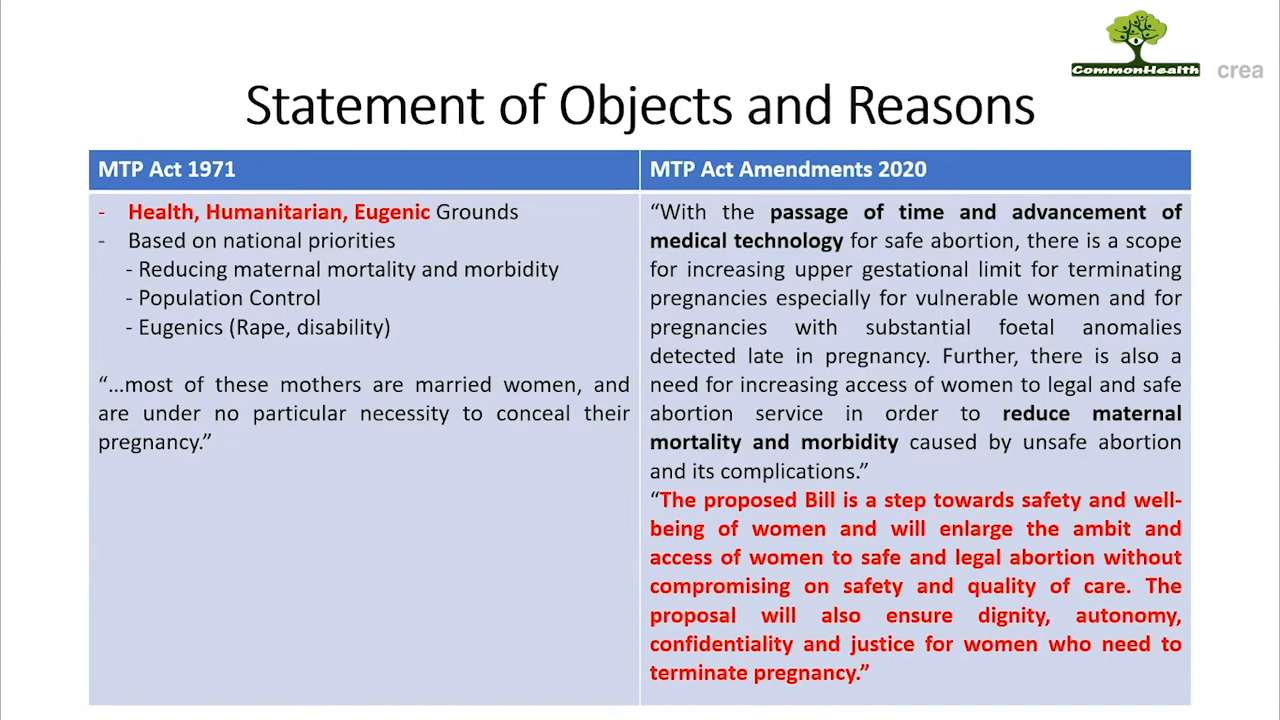 CommonHealth
crea
Statement of Objects and Reasons
MTP Act 1971
- Health, Humanitarian, Eugenic Grounds
- Based on national priorities
- Reducing maternal mortality and morbidity
- Population Control
- Eugenics (Rape, disability)
“…most of these mothers are married women, and
are under no particular necessity to conceal their
pregnancy.”
MTP Act Amendments 2020
“With the passage of time and advancement of
medical technology for safe abortion, there is a scope
for increasing upper gestational limit for terminating
pregnancies especially for vulnerable women and for
pregnancies with substantial foetal anomalies
detected late in pregnancy. Further, there is also a
need for increasing access of women to legal and safe
abortion service in order to reduce maternal
mortality and morbidity caused by unsafe abortion
and its complications.”
“The proposed Bill is a step towards safety and well-
being of women and will enlarge the ambit and
access of women to safe and legal abortion without
compromising on safety and quality of care. The
proposal will also ensure dignity, autonomy,
confidentiality and justice for women who need to
terminate pregnancy.”